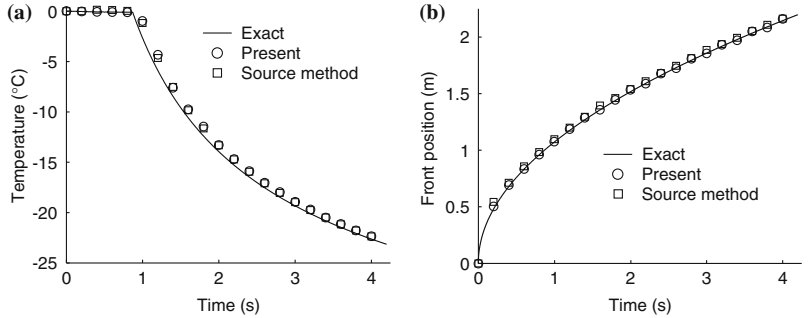 (a)
0
-5
-10
-15
-20
-25
Temperature (°C)
Exact
Present
Source method
0
1
2
3
4
Time (s)
(b)
2
1.5
1
0.5
0
Front position (m)
Exact
Present
Source method
0
1
2
3
4
Time (s)